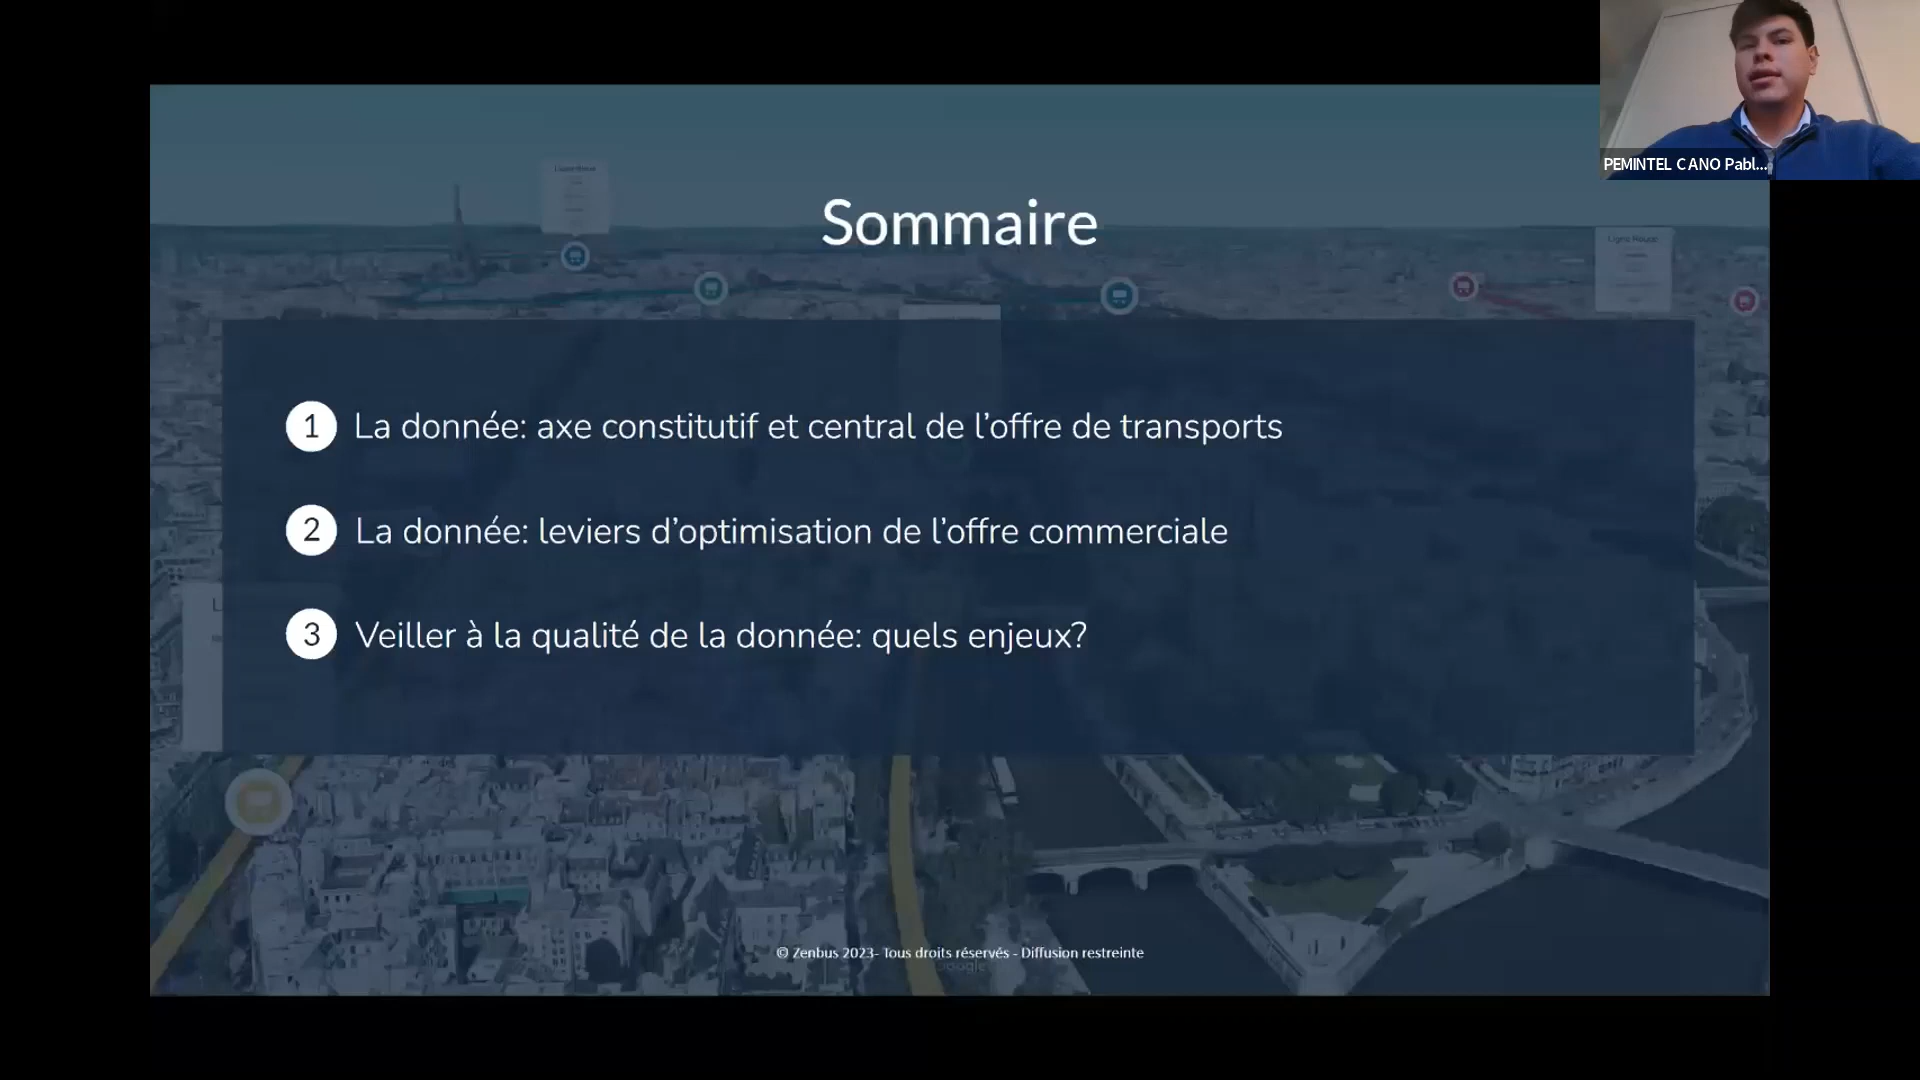 PEMINTEL CANO Pabl...
Sommaire
1 La donnée: axe constitutif et central de l’offre de transports
2 La donnée: leviers d’optimisation de l’offre commerciale
3 Veiller à la qualité de la donnée: quels enjeux?
© Zenbus 2023- Tous droits réservés - Diffusion restreinte
Google